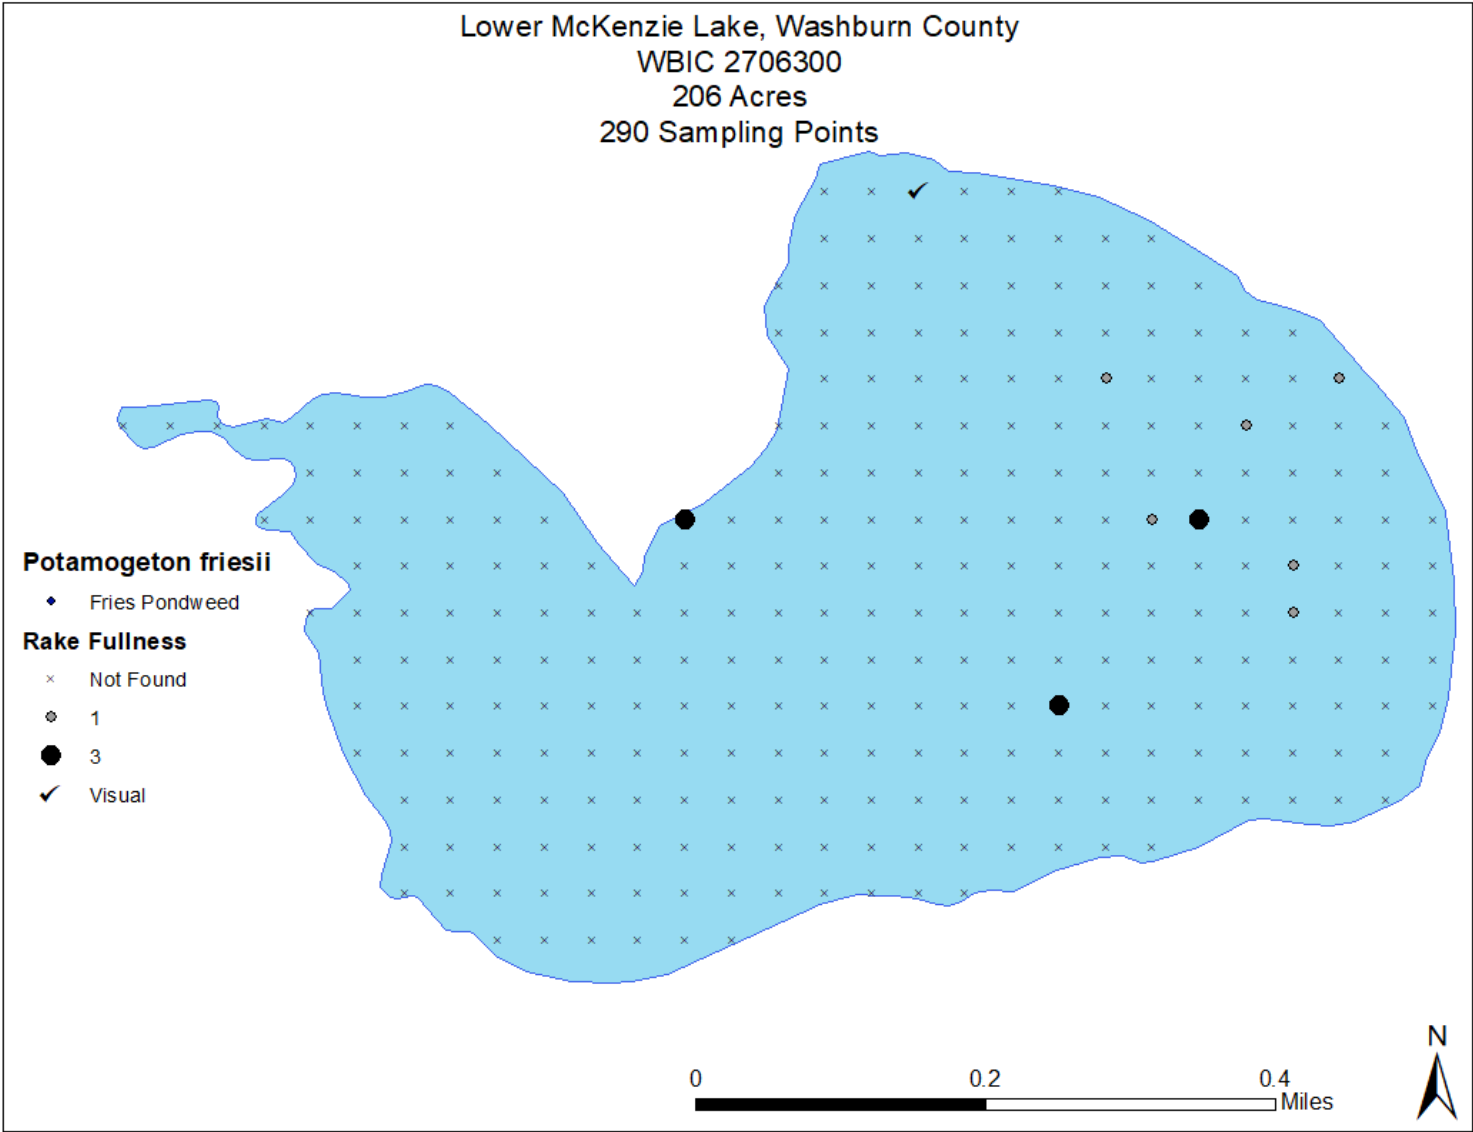 Lower McKenzie Lake, Washburn County
WBIC 2706300
206 Acres
290 Sampling Points
Potamogeton friesii
Fries Pondweed
Rake Fullness
Not Found
1
3
Visual
N
0 0.2 0.4
Miles